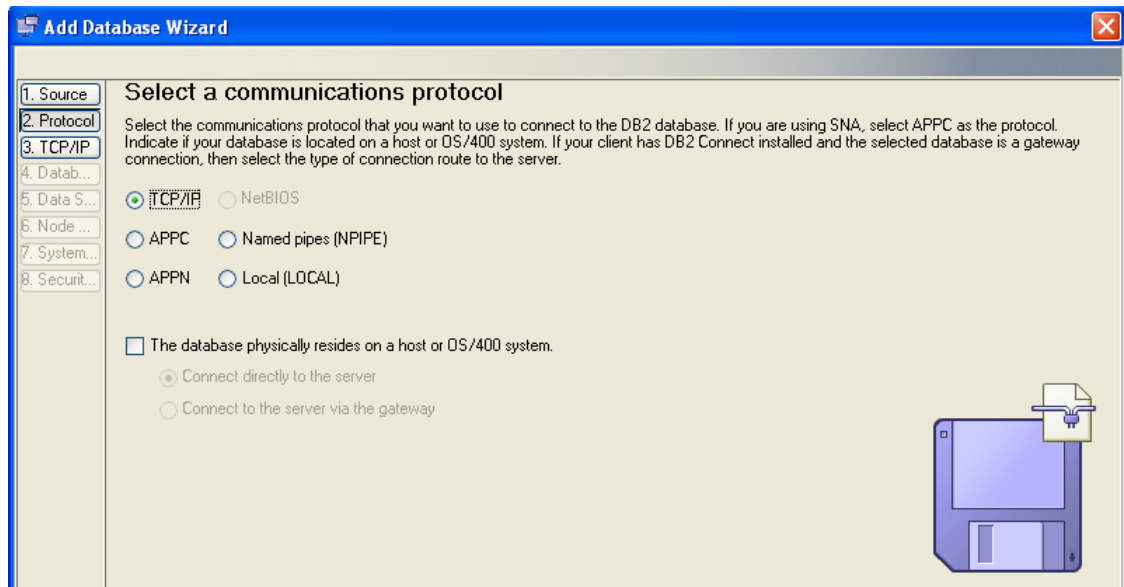 Add Database Wizard
1. Source
2. Protocol
3. TCP/IP
4. Datab...
5. Data S...
6. Node ...
7. System...
8. Securit...
Select a communications protocol
Select the communications protocol that you want to use to connect to the DB2 database. If you are using SNA, select APPC as the protocol.
Indicate if your database is located on a host or OS/400 system. If your client has DB2 Connect installed and the selected database is a gateway
connection, then select the type of connection route to the server.
TCP/IP NetBIOS
APPC Named pipes (NPIPE)
APPN Local (LOCAL)
The database physically resides on a host or OS/400 system.
Connect directly to the server
Connect to the server via the gateway